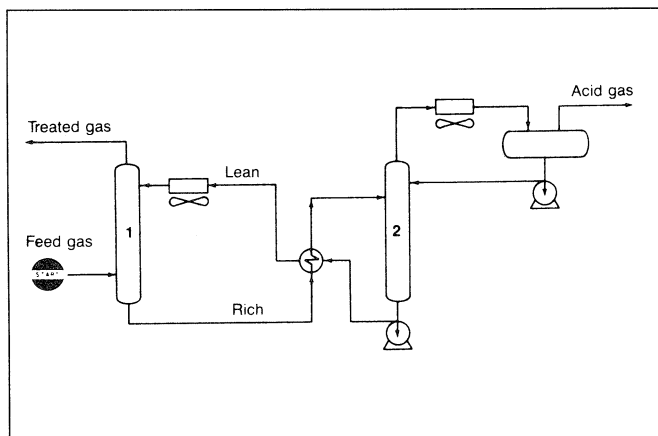 Acid gas
Treated gas
Lean
1
2
Feed gas
START
Rich